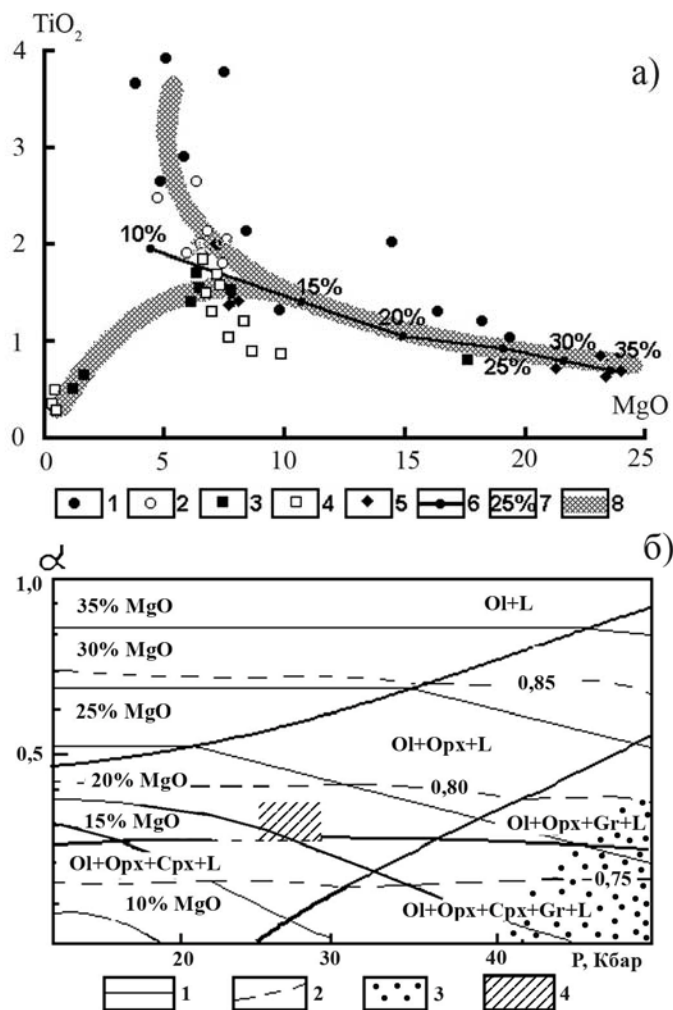 TiO2
a)
4
3
2
1
0
10%
15%
20%
25%
30%
35%
MgO
0 5 10 15 20 25
1 2 3 4 5 6 25% 7 8
б)
α
1,0
35% MgO
Ol+L
30% MgO
0,85
25% MgO
Ol+Opx+L
0,5
20% MgO
0,80
15% MgO
Ol+Opx+Gr+L
Ol+Opx+Cpx+L
0,75
10% MgO
Ol+Opx+Cpx+Gr+L
20 30 40 P, Кбар
1 2 3 4